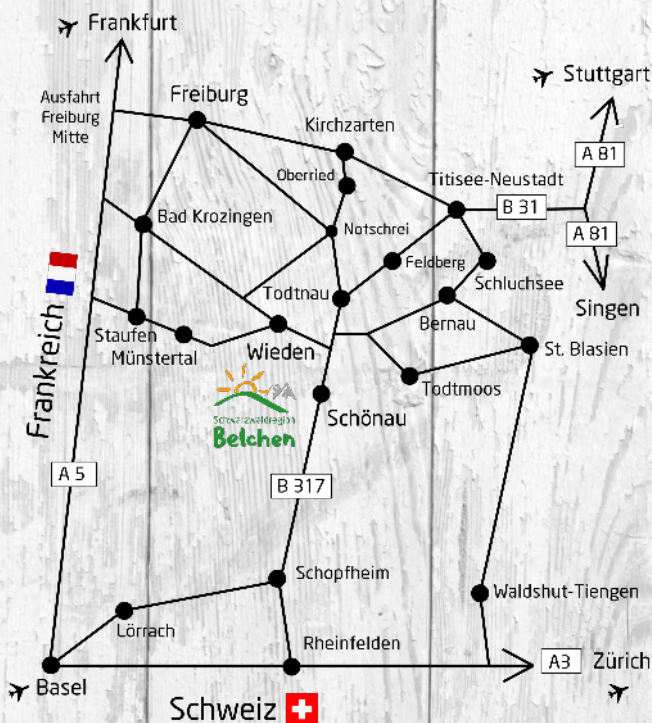 Frankfurt
Stuttgart
Ausfahrt
Freiburg
Mitte
Freiburg
Kirchzarten
A 81
Oberried
Titisee-Neustadt
B 31
Bad Krozingen
Notschrei
A 81
Feldberg
Schluchsee
Todtnau
Singen
Bernau
Staufen
Münstertal
Wieden
St. Blasien
Frankreich
Todtmoos
Schönau
Schwarzwaldregion
Belchen
A 5
B 317
Schopfheim
Waldshut-Tiengen
Lörrach
Rheinfelden
A3
Zürich
Basel
Schweiz